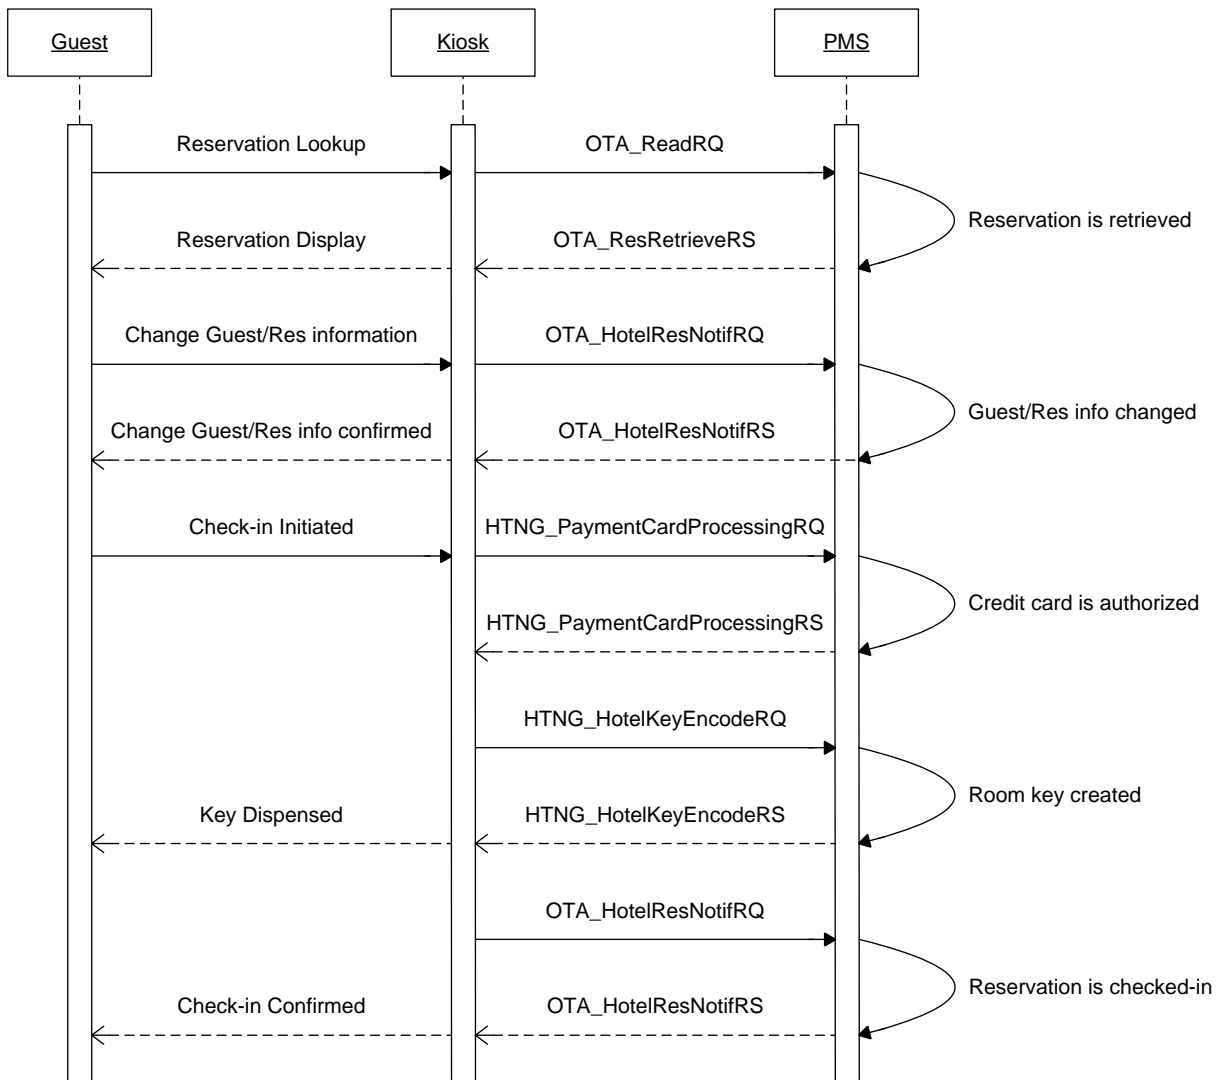 Guest
Kiosk
PMS
Reservation Lookup
OTA_ReadRQ
Reservation is retrieved
Reservation Display
OTA_ResRetrieveRS
Change Guest/Res information
OTA_HotelResNotifRQ
Guest/Res info changed
Change Guest/Res info confirmed
OTA_HotelResNotifRS
Check-in Initiated
HTNG_PaymentCardProcessingRQ
Credit card is authorized
HTNG_PaymentCardProcessingRS
HTNG_HotelKeyEncodeRQ
Room key created
Key Dispensed
HTNG_HotelKeyEncodeRS
OTA_HotelResNotifRQ
Reservation is checked-in
Check-in Confirmed
OTA_HotelResNotifRS